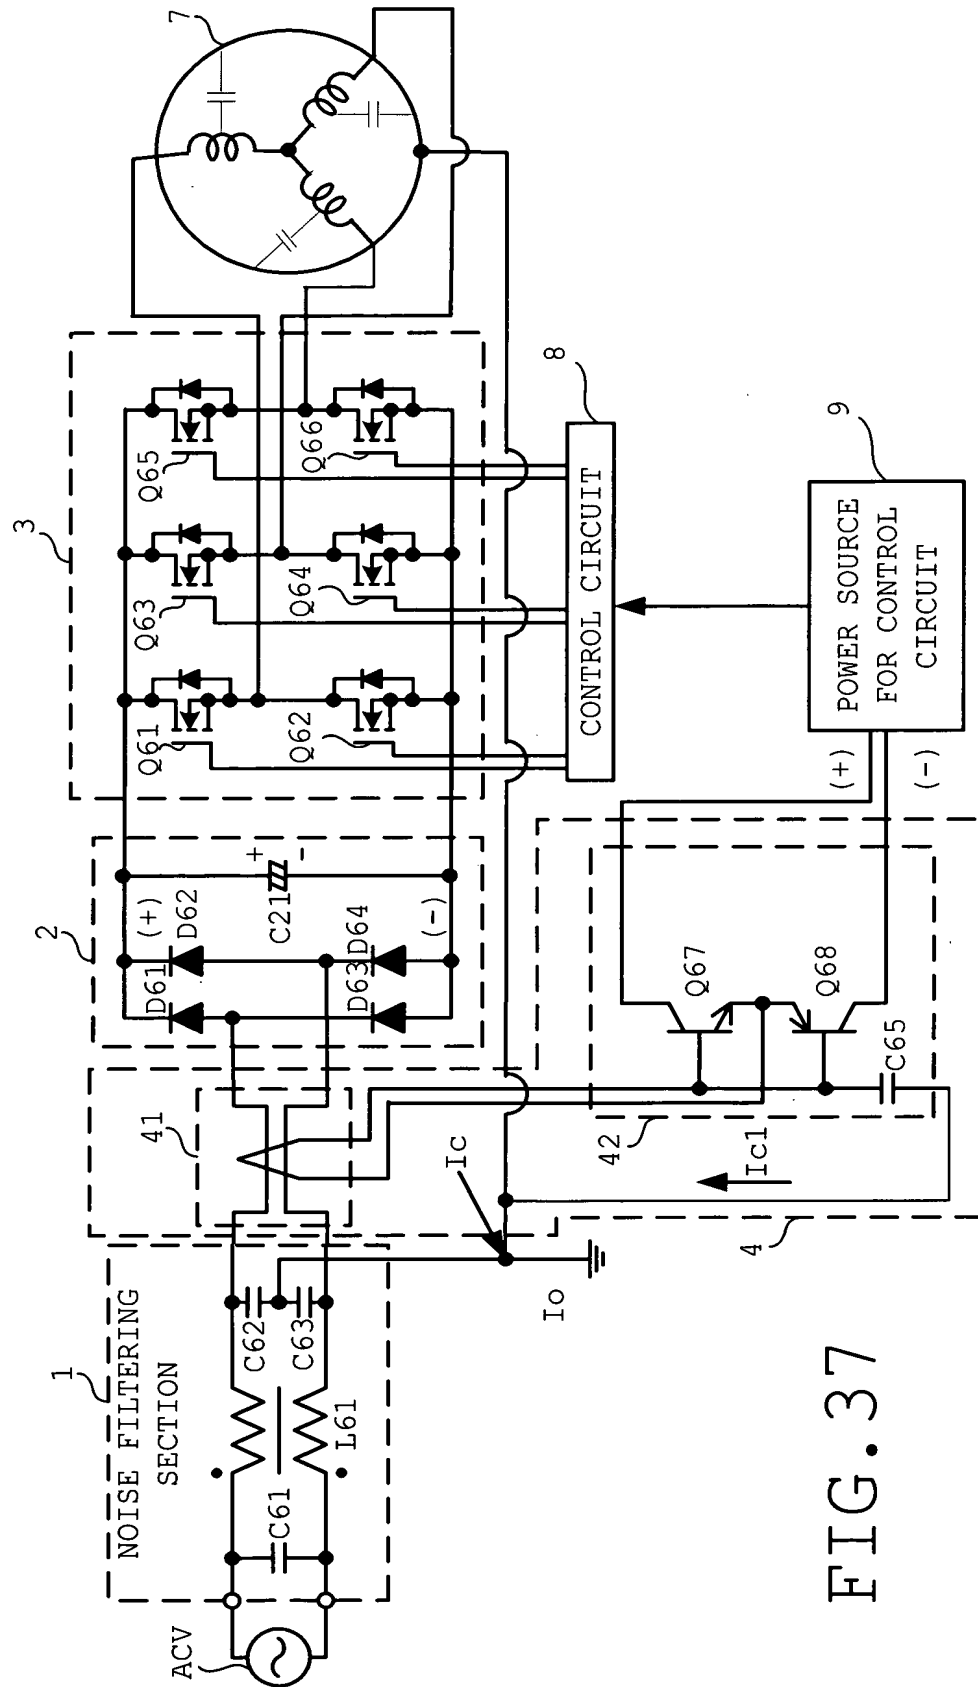 7
3
2
1
NOISE FILTERING
SECTION
ACV
C61
L61
C62
C63
41
D61
(+)
D62
D63
D64
(-)
C21
+
-
Q61
Q63
Q65
Q62
Q64
Q66
8
CONTROL CIRCUIT
9
POWER SOURCE
FOR CONTROL
CIRCUIT
(+)
(-)
Ic
Io
Ic1
42
4
Q67
Q68
C65
FIG.37